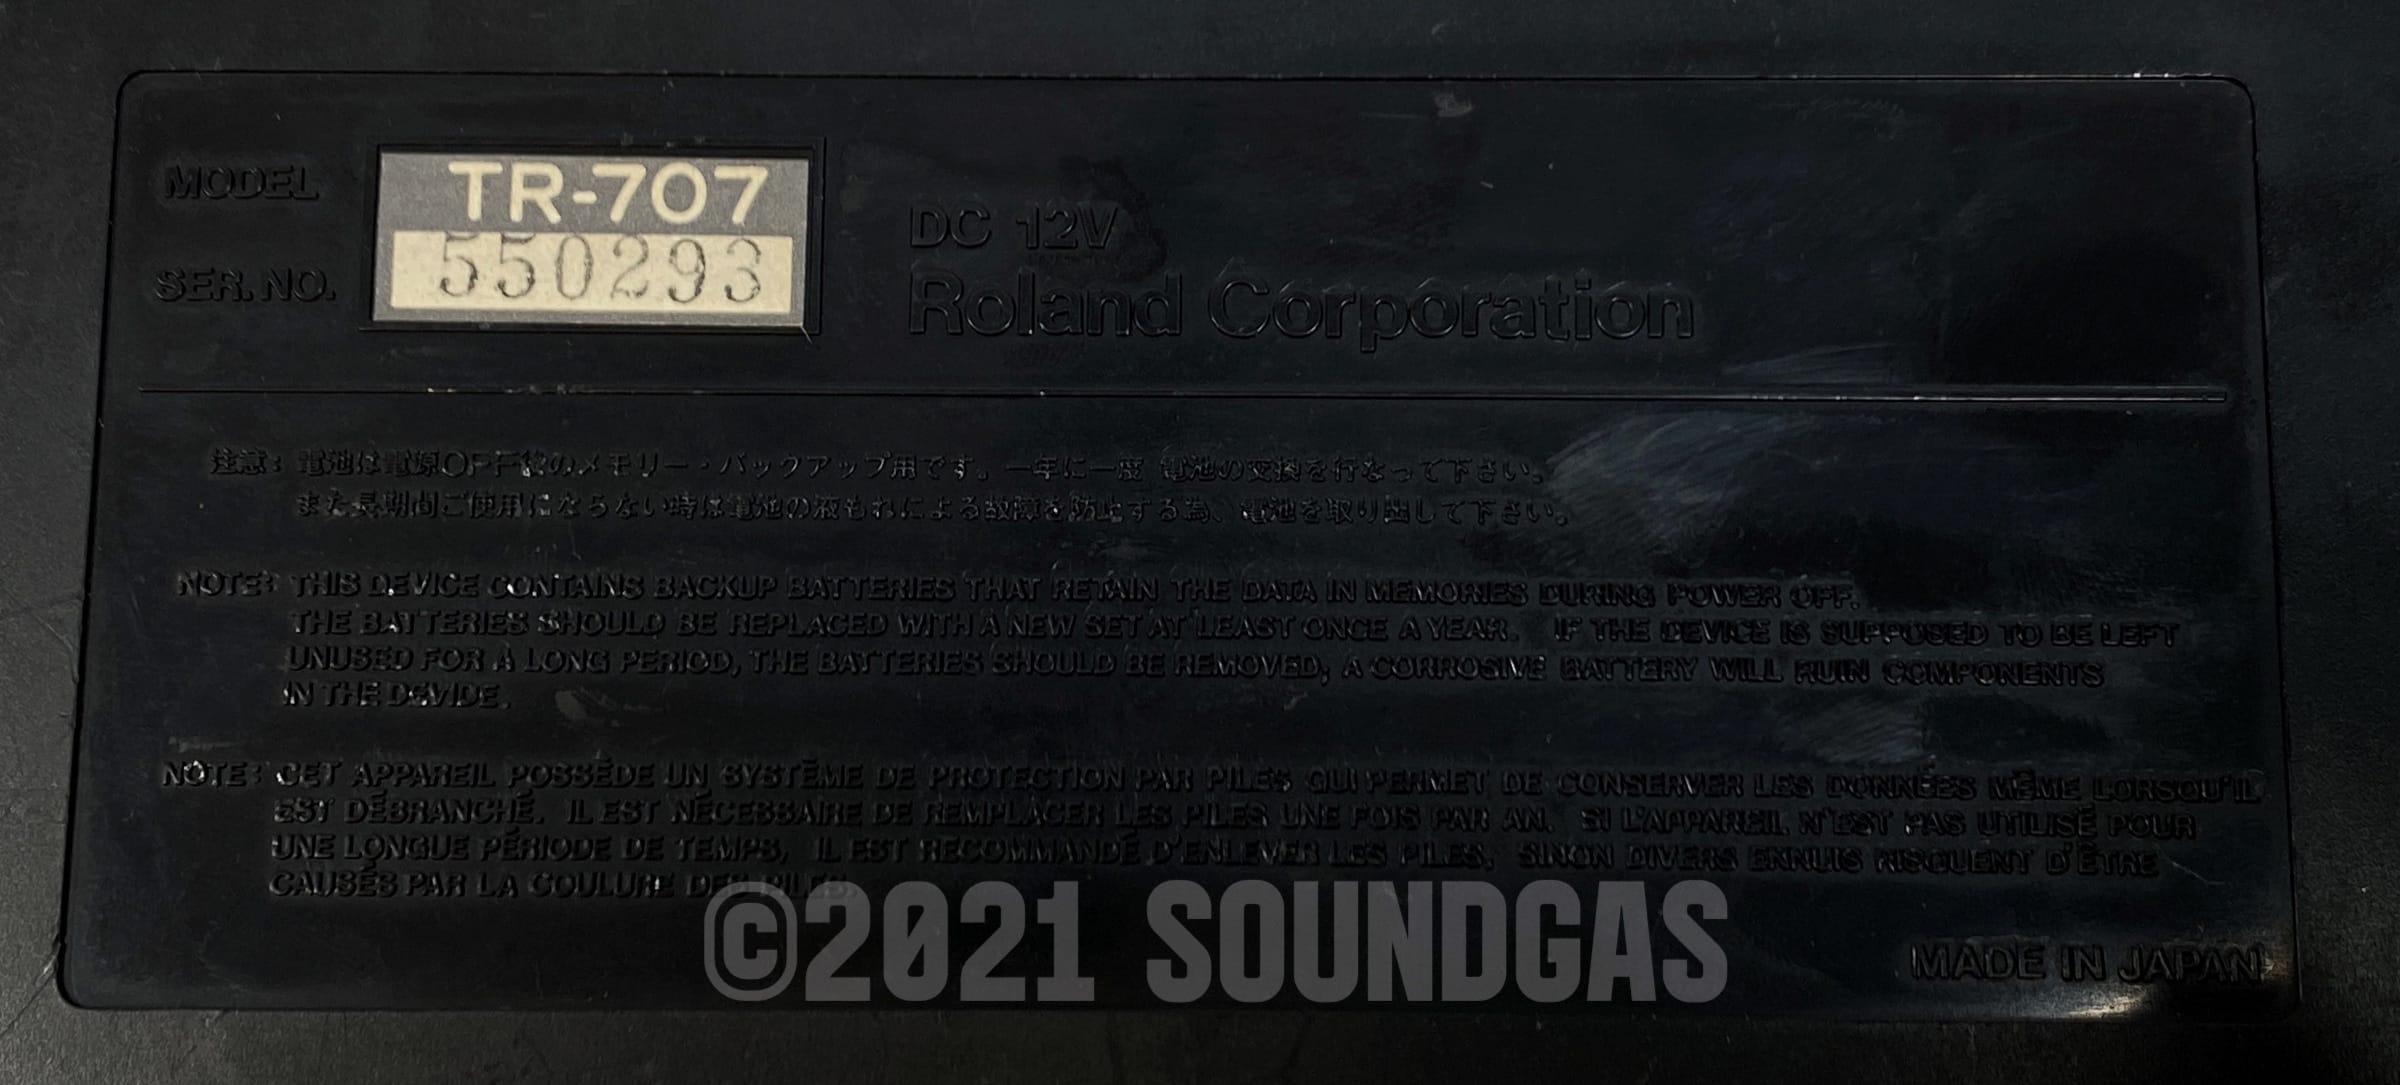 MODEL TR-707
SER. NO. 550293
DC 12V
Roland Corporation
注意: 電池は電源OFF後のメモリー・バックアップ用です。一年に一度 電池の交換を行なって下さい。
また長期間ご使用にならない時は電池の液もれによる故障を防止する為、電池を取り出して下さい。
NOTE: THIS DEVICE CONTAINS BACKUP BATTERIES THAT RETAIN THE DATA IN MEMORIES DURING POWER OFF.
THE BATTERIES SHOULD BE REPLACED WITH A NEW SET AT LEAST ONCE A YEAR. IF THE DEVICE IS SUPPOSED TO BE LEFT
UNUSED FOR A LONG PERIOD, THE BATTERIES SHOULD BE REMOVED; A CORROSIVE BATTERY WILL RUIN COMPONENTS
IN THE DEVIDE.
NOTE: CET APPAREIL POSSÈDE UN SYSTÈME DE PROTECTION PAR PILES QUI PERMET DE CONSERVER LES DONNÉES MÊME LORSQU'IL
EST DÉBRANCHÉ. IL EST NÉCESSAIRE DE REMPLACER LES PILES UNE FOIS PAR AN. SI L'APPAREIL N'EST PAS UTILISÉ POUR
UNE LONGUE PÉRIODE DE TEMPS, IL EST RECOMMANDÉ D'ENLEVER LES PILES, SINON DIVERS ENNUIS RISQUENT D'ÊTRE
CAUSÉS PAR LA COULURE DES PILES.
©2021 SOUNDGAS
MADE IN JAPAN